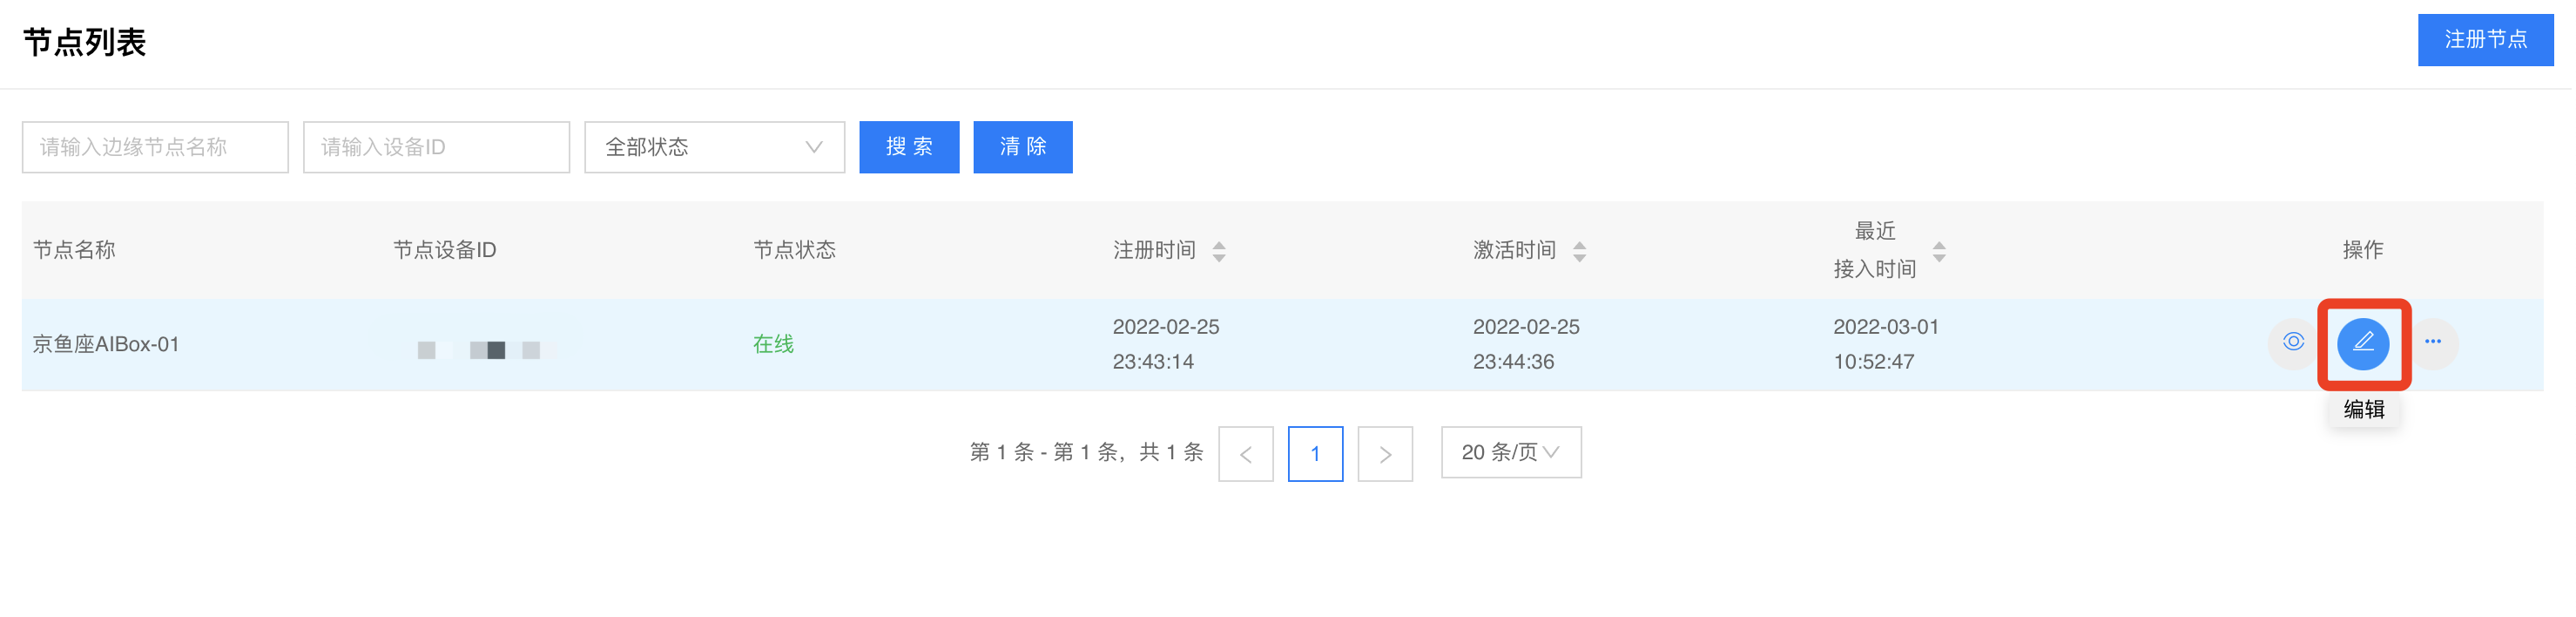 节点列表
注册节点
请输入边缘节点名称 请输入设备ID 全部状态 搜 索 清 除
节点名称 节点设备ID 节点状态 注册时间 激活时间 最近 接入时间 操作
京鱼座AIBox-01 在线 2022-02-25 23:43:14 2022-02-25 23:44:36 2022-03-01 10:52:47
编辑
第 1 条 - 第 1 条，共 1 条 1 20 条/页